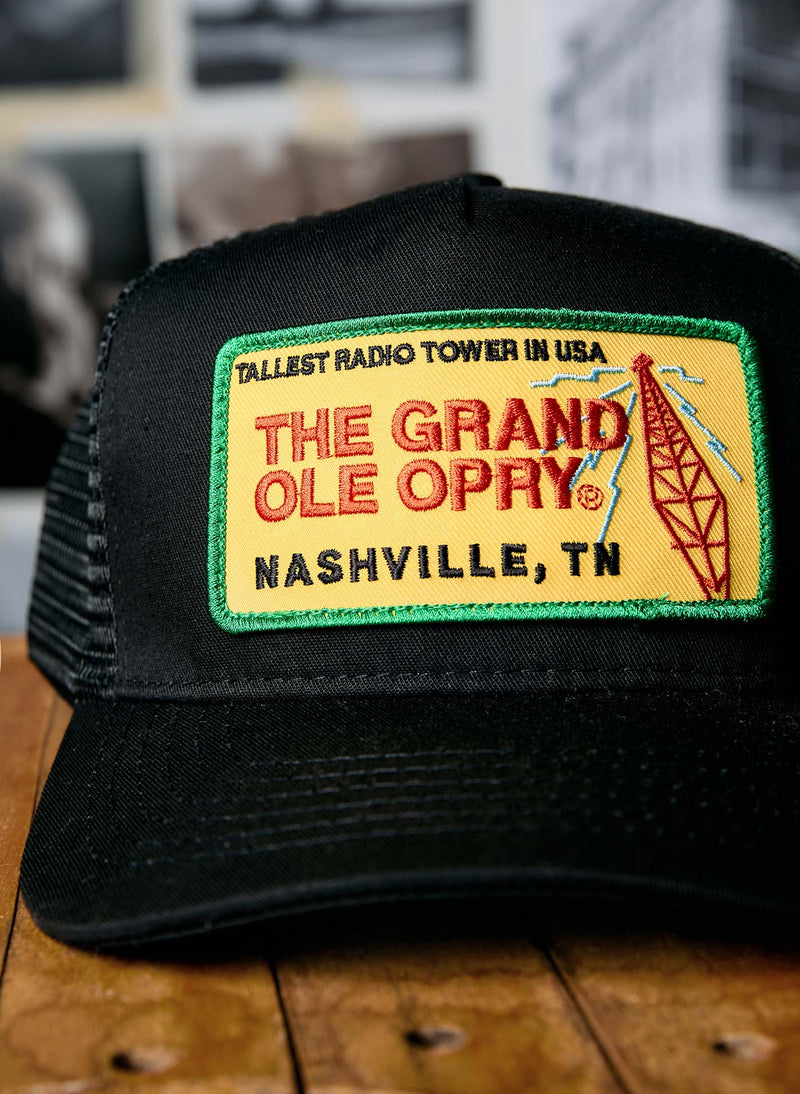 TALLEST RADIO TOWER IN USA
THE GRAND
OLE OPRY®
NASHVILLE, TN